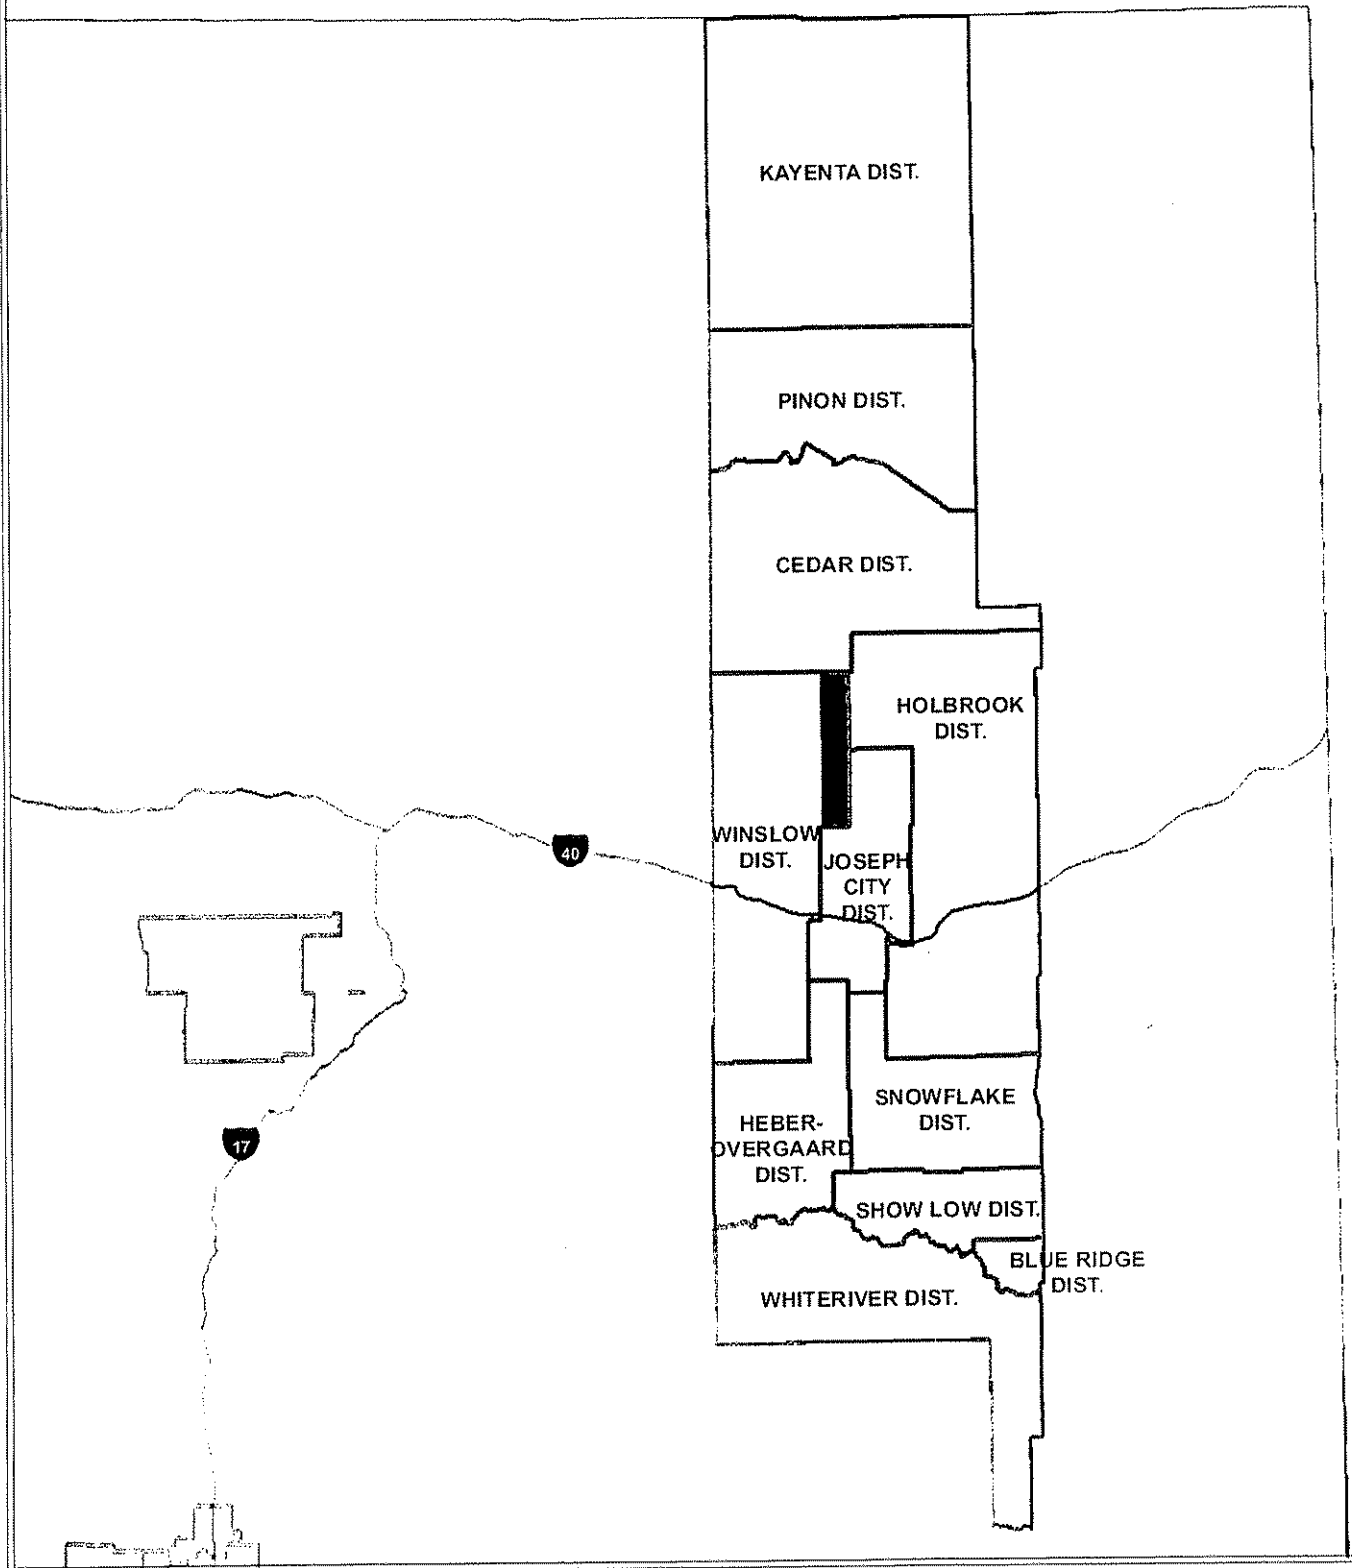 KAYENTA DIST.
PINON DIST.
CEDAR DIST.
HOLBROOK
DIST.
WINSLOW
DIST.
40
JOSEPH
CITY
DIST.
SNOWFLAKE
DIST.
HEBER-
OVERGAARD
DIST.
17
SHOW LOW DIST.
BLUE RIDGE
DIST.
WHITERIVER DIST.